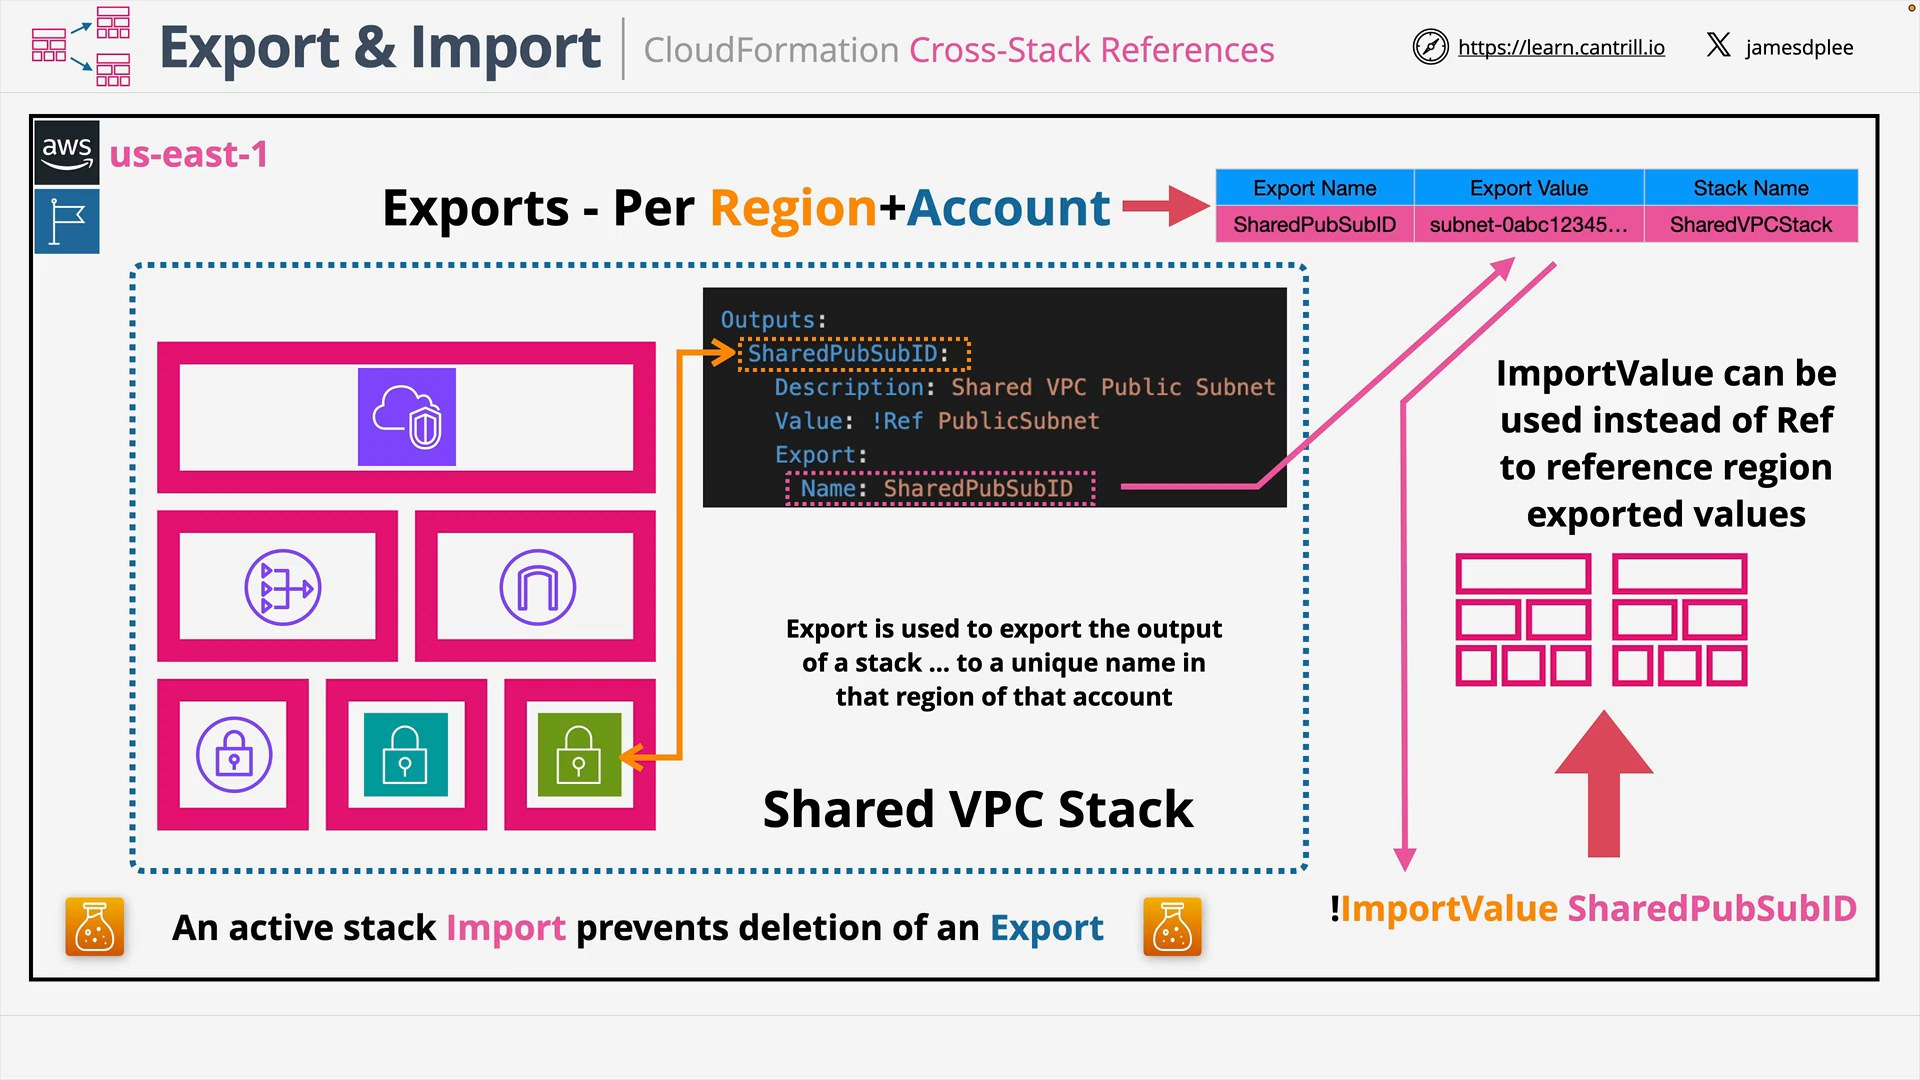 Export & Import
CloudFormation Cross-Stack References
https://learn.cantrill.io
jamesdplee
aws
us-east-1
Exports - Per Region+Account
Export Name Export Value Stack Name
SharedPubSubID subnet-0abc12345... SharedVPCStack
Outputs:
SharedPubSubID:
Description: Shared VPC Public Subnet
Value: !Ref PublicSubnet
Export:
Name: SharedPubSubID
ImportValue can be
used instead of Ref
to reference region
exported values
Export is used to export the output
of a stack ... to a unique name in
that region of that account
Shared VPC Stack
!ImportValue SharedPubSubID
An active stack Import prevents deletion of an Export